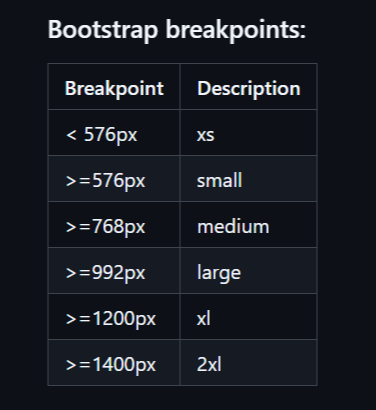 Bootstrap breakpoints:
Breakpoint Description
< 576px xs
>=576px small
>=768px medium
>=992px large
>=1200px xl
>=1400px 2xl